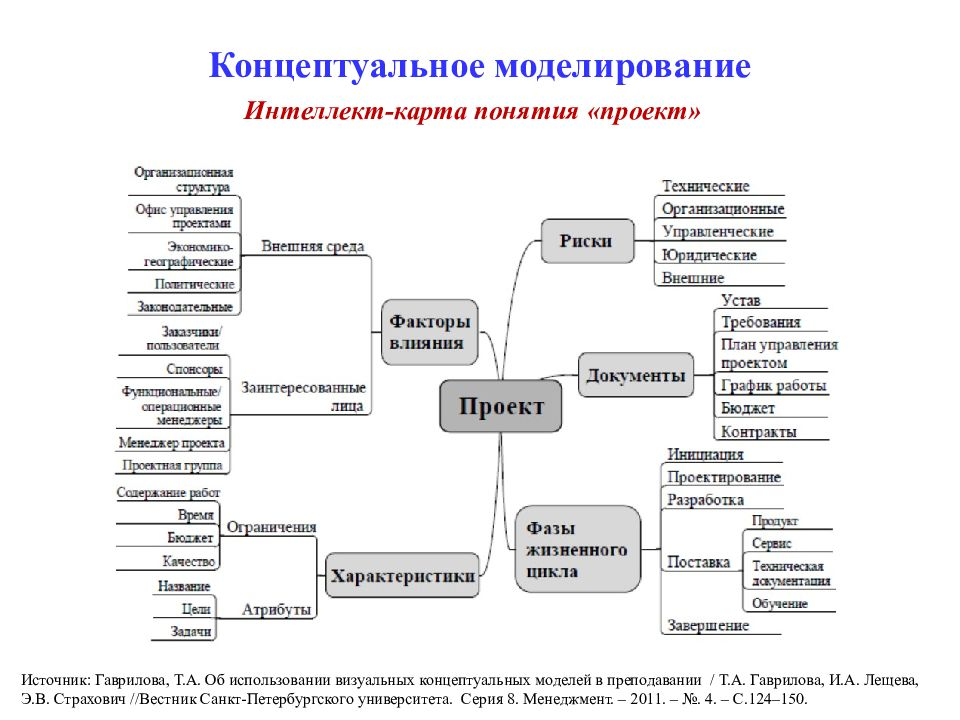 Концептуальное моделирование
Интеллект-карта понятия «проект»
Организационная
структура
Офис управления
проектами
Экономико-
географические
Политические
Законодательные
Внешняя среда
Заказчики/
пользователи
Спонсоры
Функциональные/
операционные
менеджеры
Менеджер проекта
Проектная группа
Заинтересованные
лица
Факторы
влияния
Содержание работ
Время
Бюджет
Качество
Ограничения
Название
Цели
Задачи
Атрибуты
Характеристики
Проект
Риски
Технические
Организационные
Управленческие
Юридические
Внешние
Документы
Устав
Требования
План управления
проектом
График работы
Бюджет
Контракты
Фазы
жизненного
цикла
Инициация
Проектирование
Разработка
Поставка
Продукт
Сервис
Техническая
документация
Обучение
Завершение
Источник: Гаврилова, Т.А. Об использовании визуальных концептуальных моделей в преподавании / Т.А. Гаврилова, И.А. Лещева,
Э.В. Страхович //Вестник Санкт-Петербургского университета. Серия 8. Менеджмент. – 2011. – №. 4. – С.124–150.